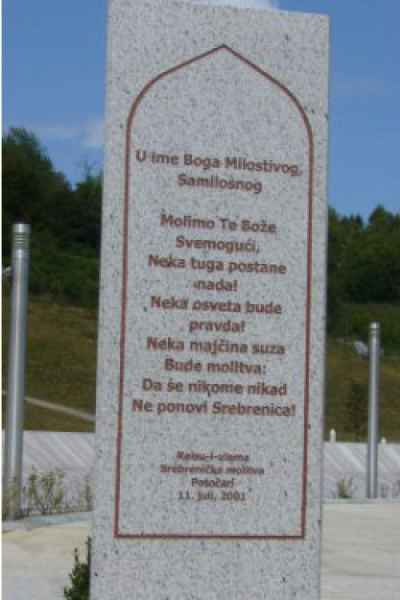 U ime Boga Milostivog,
Samilosnog
Molimo Te Bože
Svemogući,
Neka tuga postane
nada!
Neka osveta bude
pravda!
Neka majčina suza
Bude molitva:
Da se nikome nikad
Ne ponovi Srebrenica!
Reisu-l-ulema
Srebrenička molitva
Potočari
11. juli, 2001